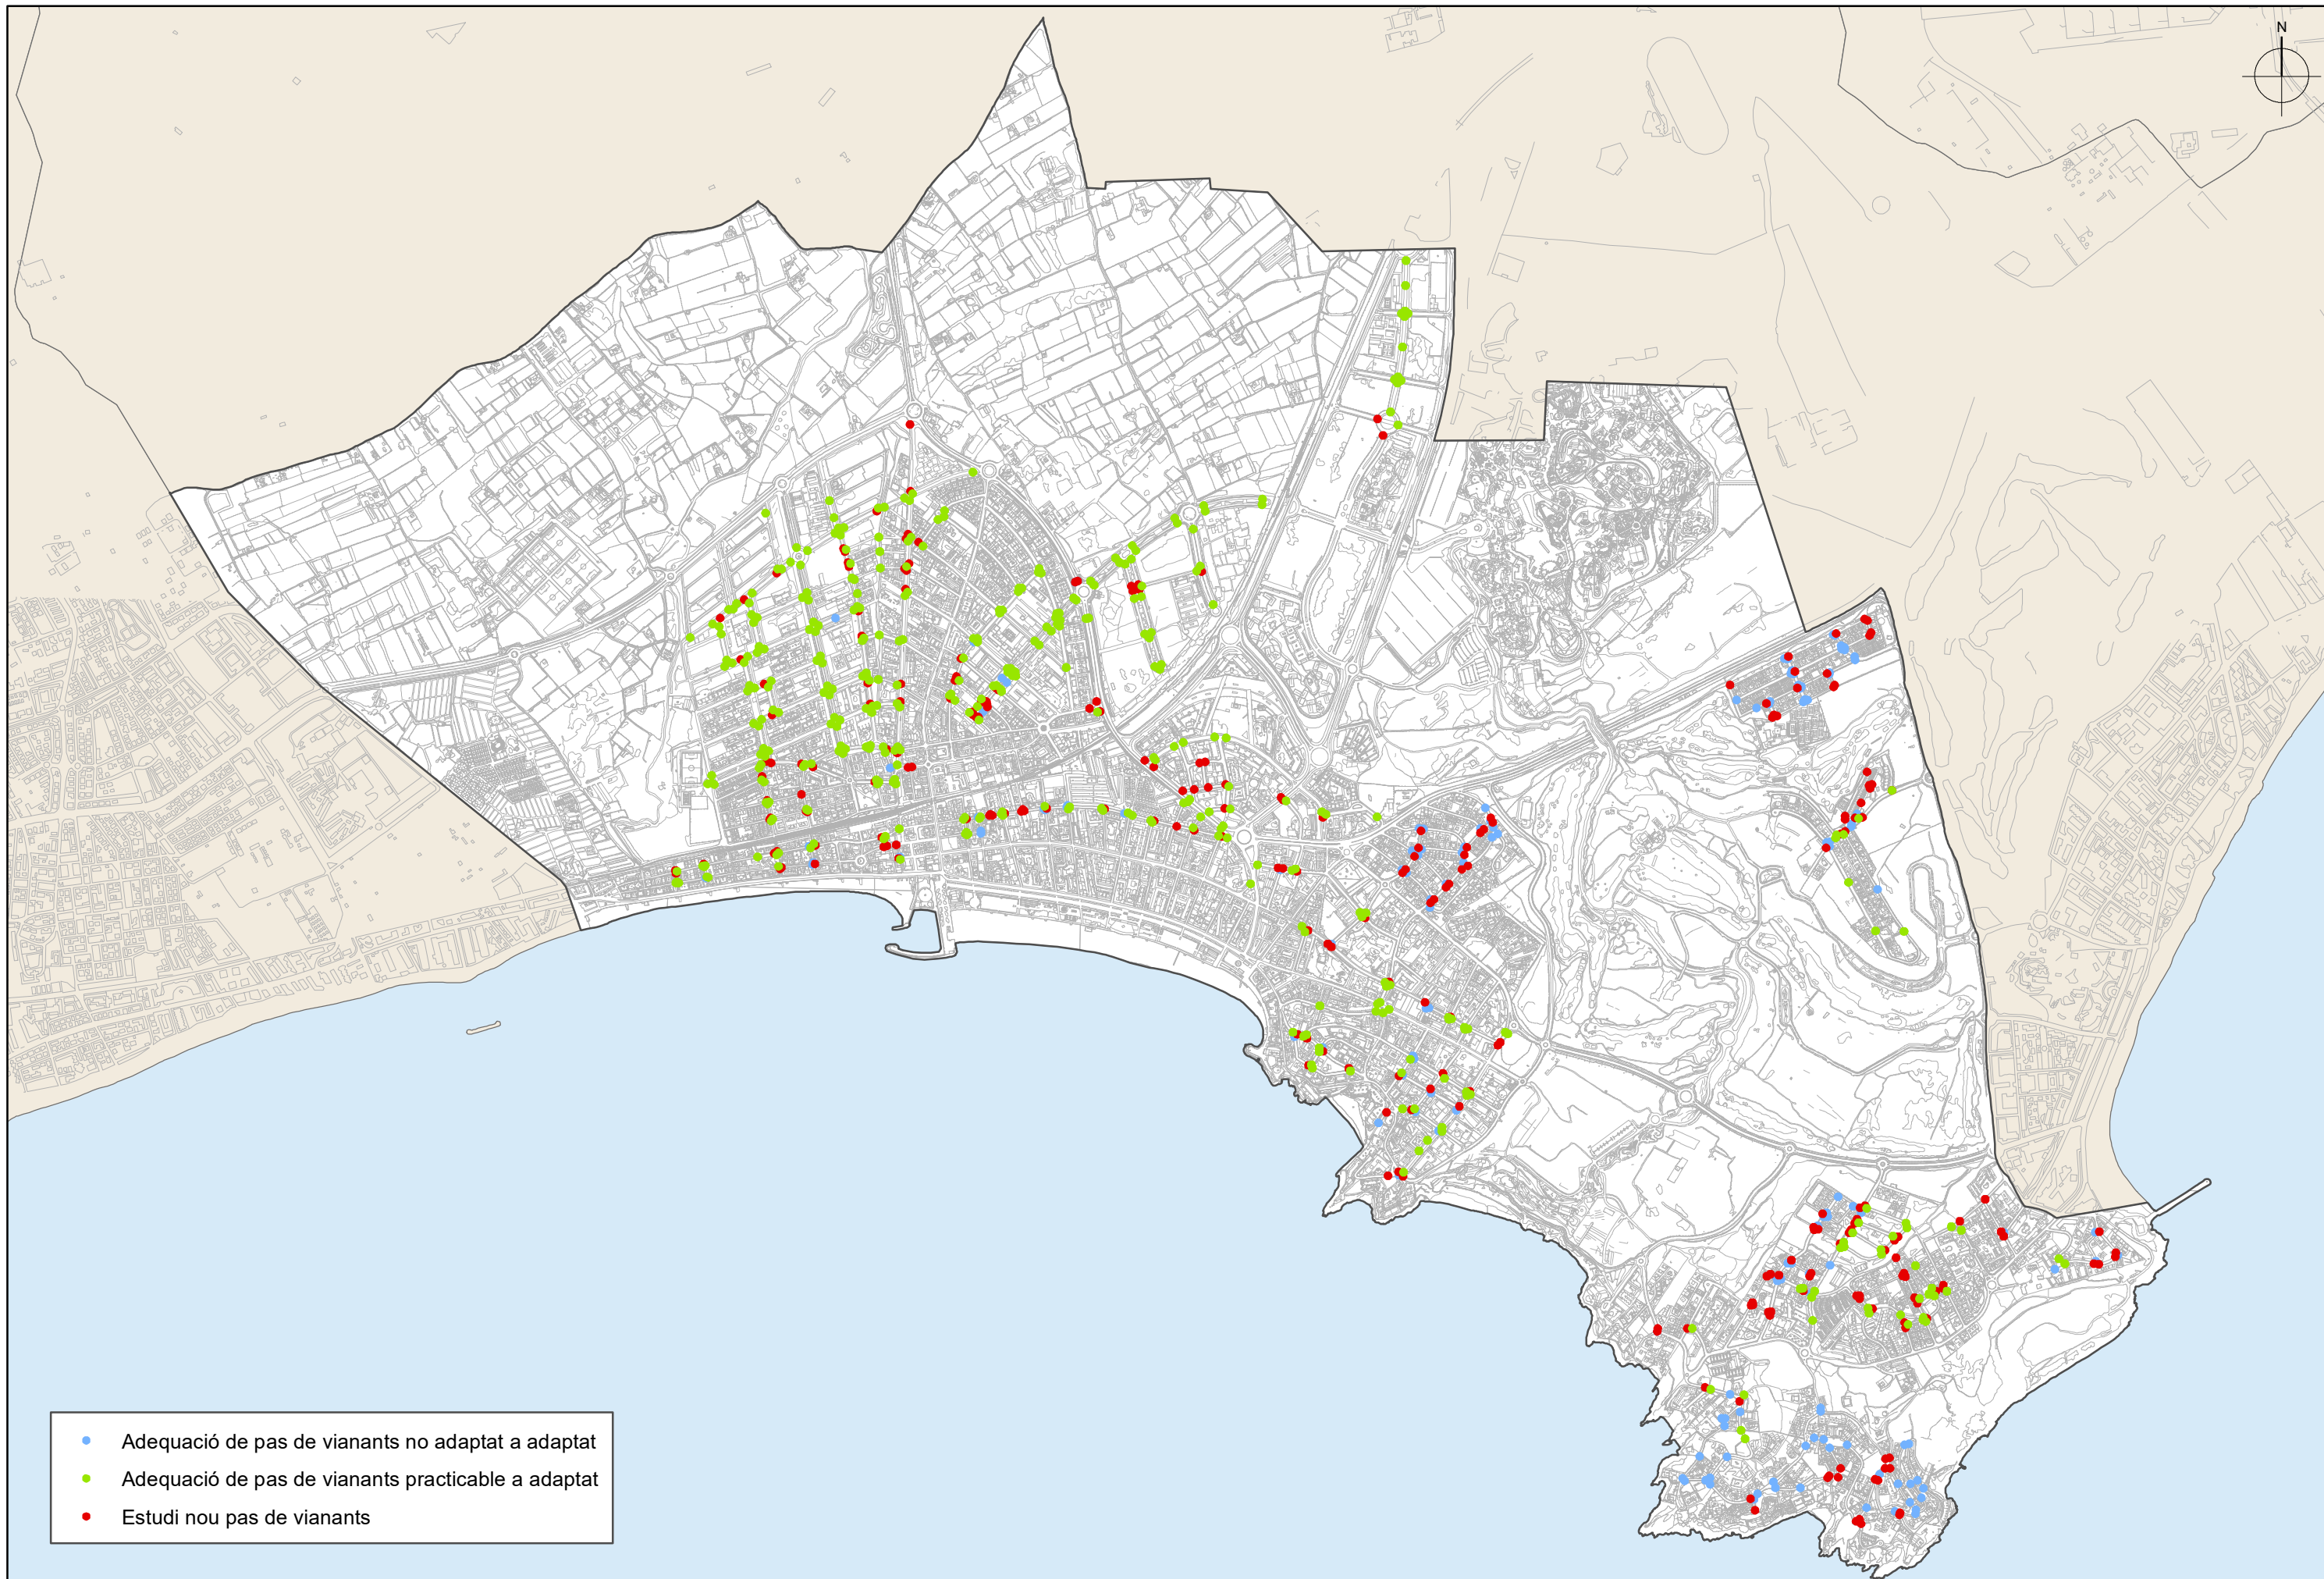 N
Adequació de pas de vianants no adaptat a adaptat
Adequació de pas de vianants practicable a adaptat
Estudi nou pas de vianants